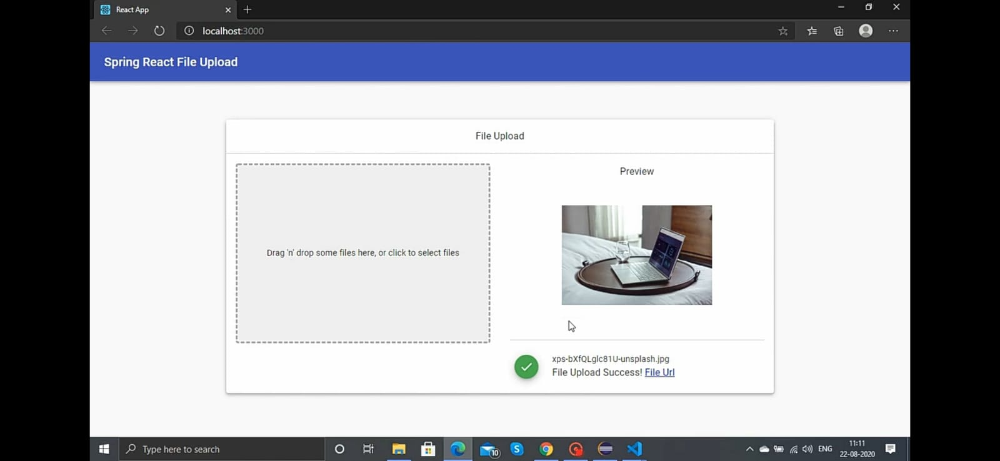 React App
localhost:3000
Spring React File Upload
File Upload
Drag 'n' drop some files here, or click to select files
Preview
xps-bXfQLglc81U-unsplash.jpg
File Upload Success! File Url
Type here to search
10
S
ENG
11:11
22-08-2020